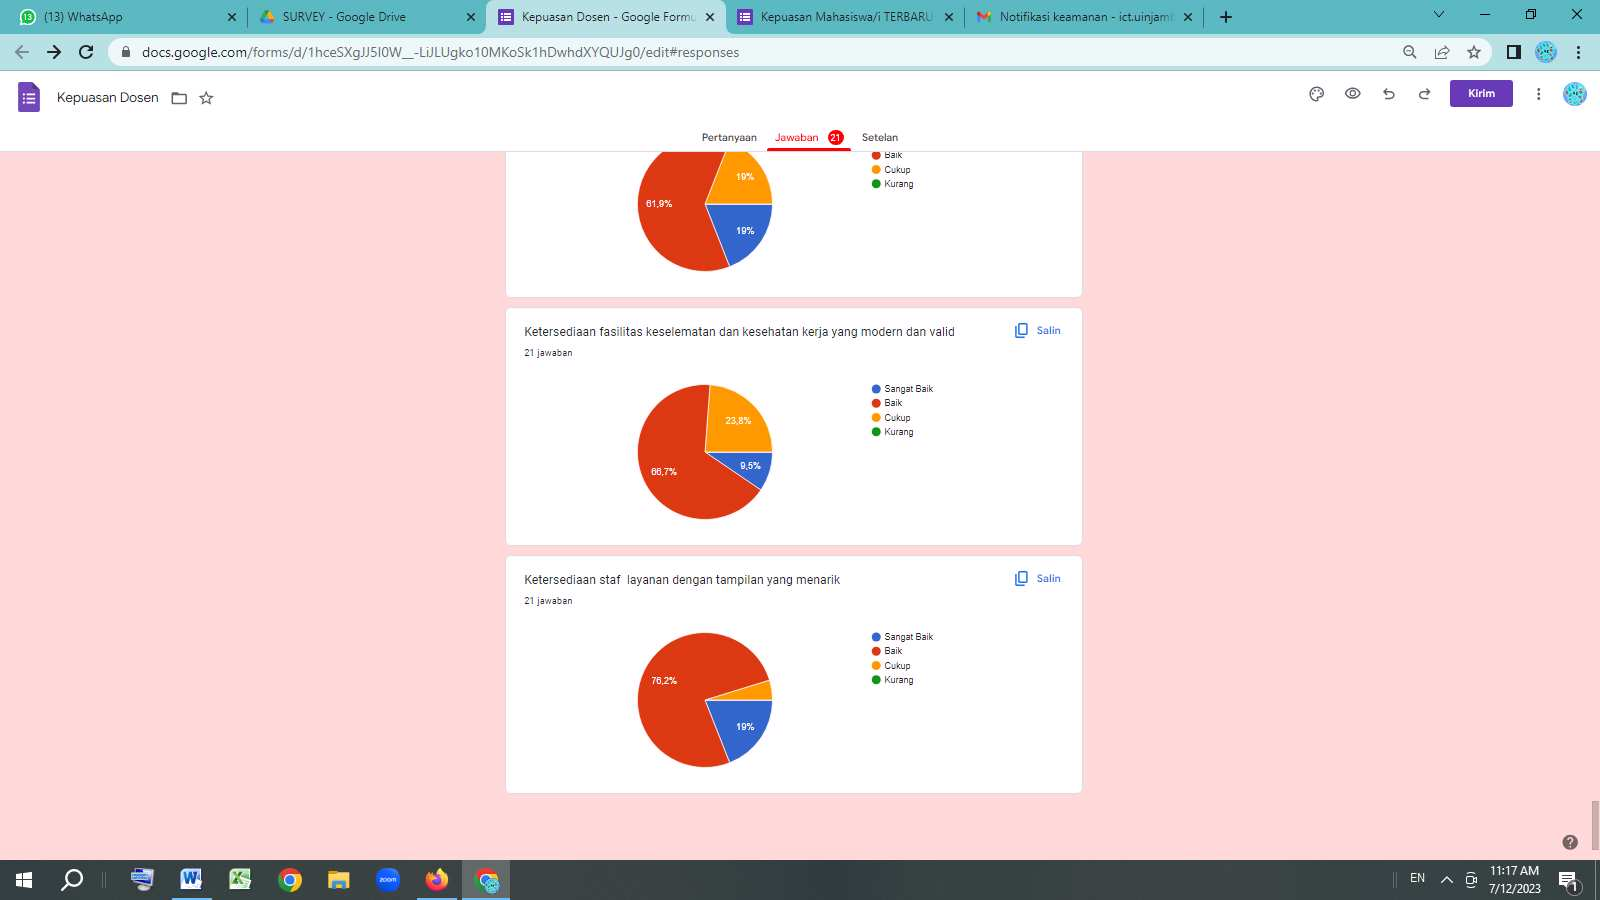 (13) WhatsApp
SURVEY - Google Drive
Kepuasan Dosen - Google Formu
Kepuasan Mahasiswa/i TERBARU
Notifikasi keamanan - ict.uinjamb
docs.google.com/forms/d/1hceSXgJJ5I0W__-LiJLUgko10MKoSk1hDwhdXYQUJg0/edit#responses
Kepuasan Dosen
Kirim
Pertanyaan
Jawaban 21
Setelan
Baik
Cukup
Kurang
19%
61,9%
19%
Ketersediaan fasilitas keselematan dan kesehatan kerja yang modern dan valid
Salin
21 jawaban
Sangat Baik
Baik
Cukup
Kurang
23,8%
9,5%
66,7%
Ketersediaan staf  layanan dengan tampilan yang menarik
Salin
21 jawaban
Sangat Baik
Baik
Cukup
Kurang
76,2%
19%
zoom
EN
11:17 AM
7/12/2023
1